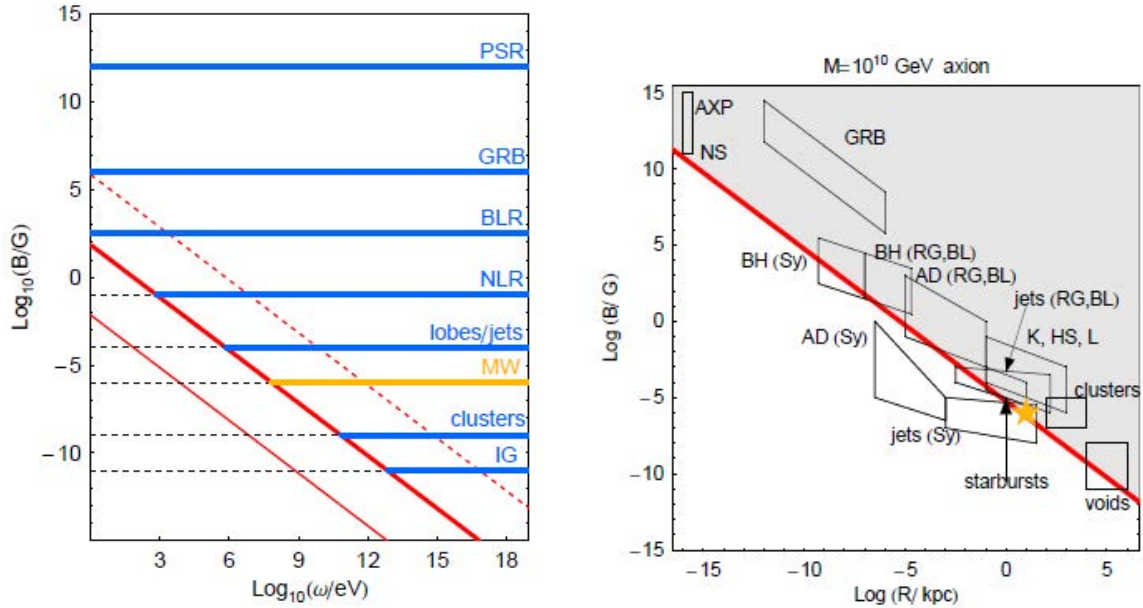 15
10
5
0
−5
−10
Log₁₀(B/G)
PSR
GRB
BLR
NLR
lobes/jets
MW
clusters
IG
3 6 9 12 15 18
Log₁₀(ω/eV)
M=10¹⁰ GeV axion
15
10
5
0
−5
−10
−15
Log (B/ G)
AXP
NS
GRB
BH (Sy)
BH (RG,BL)
AD (RG,BL)
jets (RG,BL)
AD (Sy)
K, HS, L
clusters
jets (Sy)
starbursts
voids
−15 −10 −5 0 5
Log (R/ kpc)